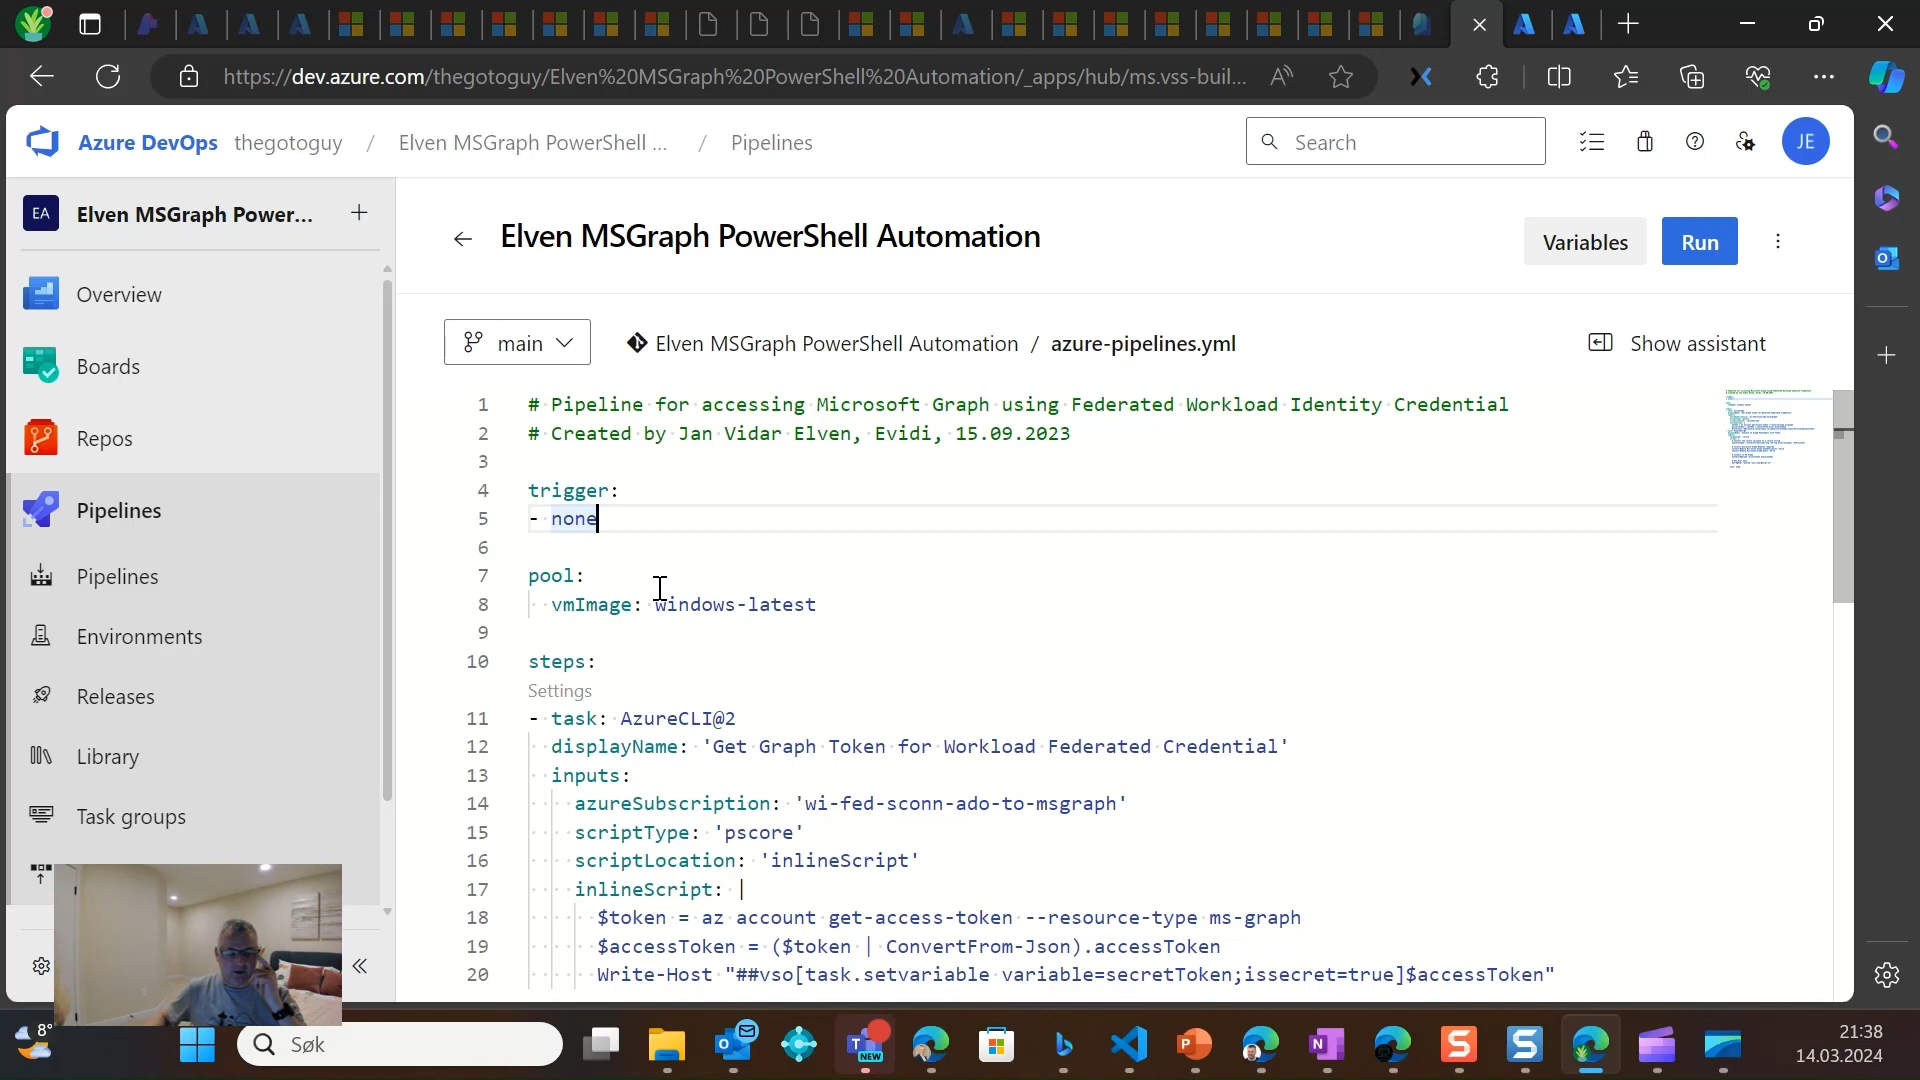 https://dev.azure.com/thegotoguy/Elven%20MSGraph%20PowerShell%20Automation/_apps/hub/ms.vss-buil...
Azure DevOps thegotoguy / Elven MSGraph PowerShell ... / Pipelines
Search
JE
EA Elven MSGraph Power...
Elven MSGraph PowerShell Automation
Variables
Run
Overview
Boards
Repos
Pipelines
Pipelines
Environments
Releases
Library
Task groups
main
Elven MSGraph PowerShell Automation / azure-pipelines.yml
Show assistant
1 # Pipeline for accessing Microsoft Graph using Federated Workload Identity Credential
2 # Created by Jan Vidar Elven, Evidi, 15.09.2023
3
4 trigger:
5 - none
6
7 pool:
8 vmImage: windows-latest
9
10 steps:
Settings
11 - task: AzureCLI@2
12 displayName: 'Get Graph Token for Workload Federated Credential'
13 inputs:
14 azureSubscription: 'wi-fed-sconn-ado-to-msgraph'
15 scriptType: 'pscore'
16 scriptLocation: 'inlineScript'
17 inlineScript: |
18 $token = az account get-access-token --resource-type ms-graph
19 $accessToken = ($token | ConvertFrom-Json).accessToken
20 Write-Host "##vso[task.setvariable variable=secretToken;issecret=true]$accessToken"
8°
Søk
NEW
21:38
14.03.2024